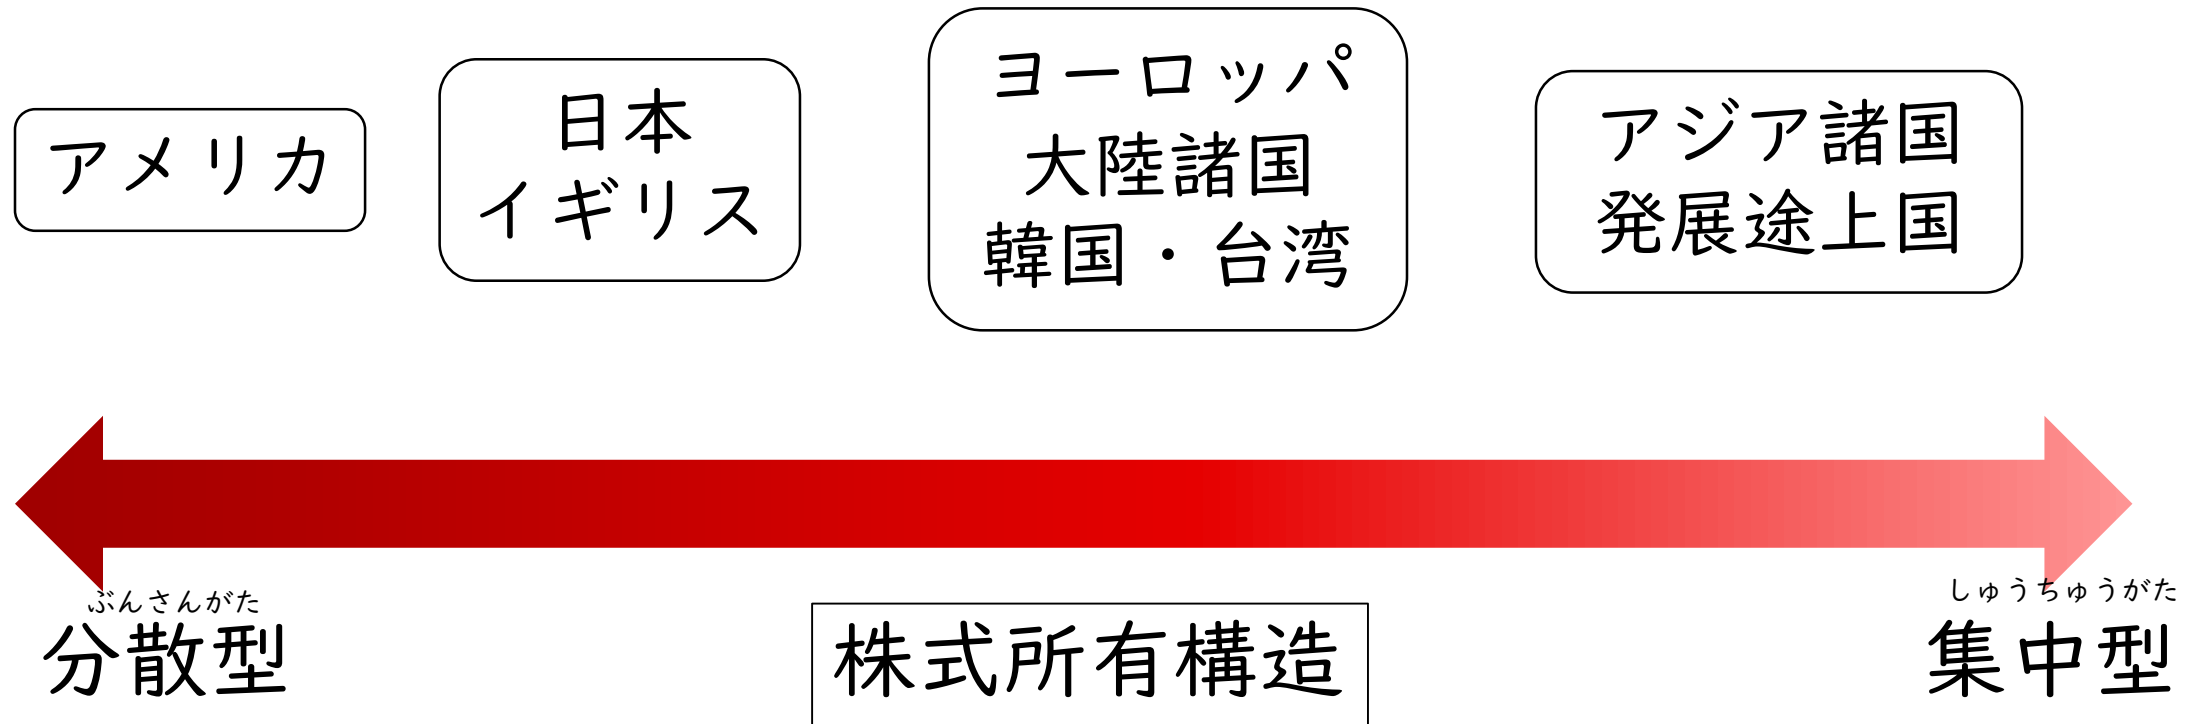 アメリカ
日本
イギリス
ヨーロッパ
大陸諸国
韓国・台湾
アジア諸国
発展途上国
ぶんさんがた
分散型
株式所有構造
しゅうちゅうがた
集中型